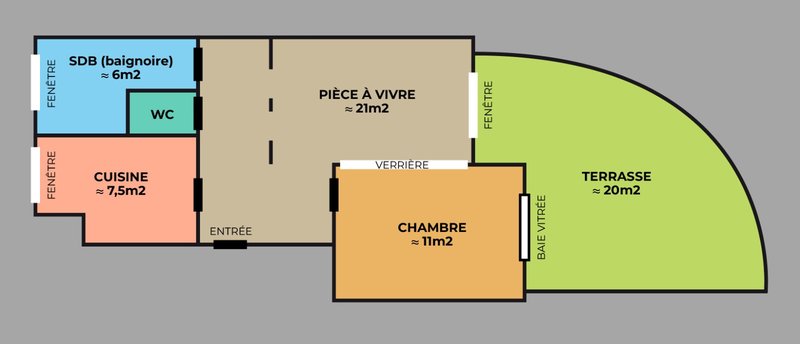 SDB (baignoire)
≈ 6m2
FENÊTRE
WC
CUISINE
≈ 7,5m2
FENÊTRE
ENTRÉE
PIÈCE À VIVRE
≈ 21m2
FENÊTRE
VERRIÈRE
CHAMBRE
≈ 11m2
BAIE VITRÉE
TERRASSE
≈ 20m2